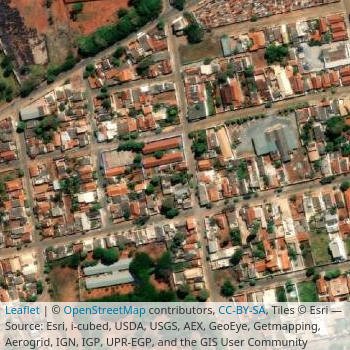 Leaflet | © OpenStreetMap contributors, CC-BY-SA, Tiles © Esri —
Source: Esri, i-cubed, USDA, USGS, AEX, GeoEye, Getmapping,
Aerogrid, IGN, IGP, UPR-EGP, and the GIS User Community